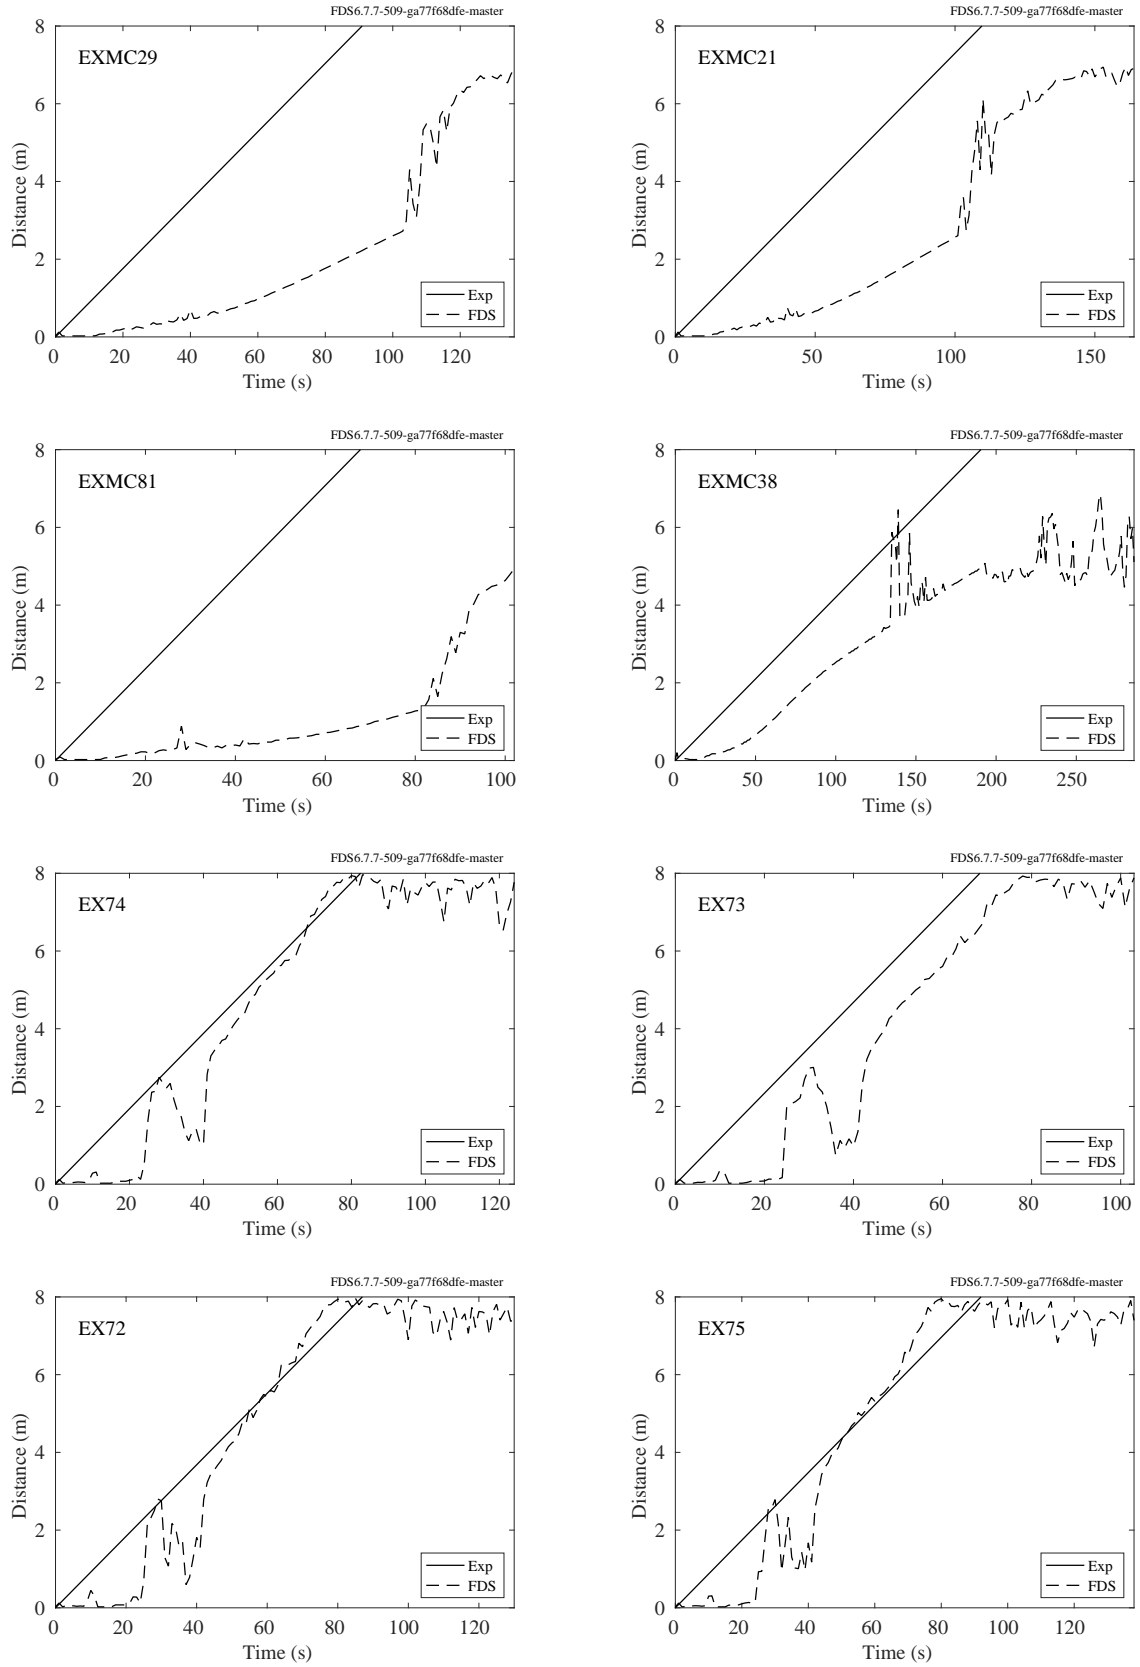 FDS6.7.7-509-ga77f68dfe-master
EXMC29
8
6
4
2
0
Distance (m)
Exp
FDS
0 20 40 60 80 100 120
Time (s)
FDS6.7.7-509-ga77f68dfe-master
EXMC21
8
6
4
2
0
Distance (m)
Exp
FDS
0 50 100 150
Time (s)
FDS6.7.7-509-ga77f68dfe-master
EXMC81
8
6
4
2
0
Distance (m)
Exp
FDS
0 20 40 60 80 100
Time (s)
FDS6.7.7-509-ga77f68dfe-master
EXMC38
8
6
4
2
0
Distance (m)
Exp
FDS
0 50 100 150 200 250
Time (s)
FDS6.7.7-509-ga77f68dfe-master
EX74
8
6
4
2
0
Distance (m)
Exp
FDS
0 20 40 60 80 100 120
Time (s)
FDS6.7.7-509-ga77f68dfe-master
EX73
8
6
4
2
0
Distance (m)
Exp
FDS
0 20 40 60 80 100
Time (s)
FDS6.7.7-509-ga77f68dfe-master
EX72
8
6
4
2
0
Distance (m)
Exp
FDS
0 20 40 60 80 100 120
Time (s)
FDS6.7.7-509-ga77f68dfe-master
EX75
8
6
4
2
0
Distance (m)
Exp
FDS
0 20 40 60 80 100 120
Time (s)